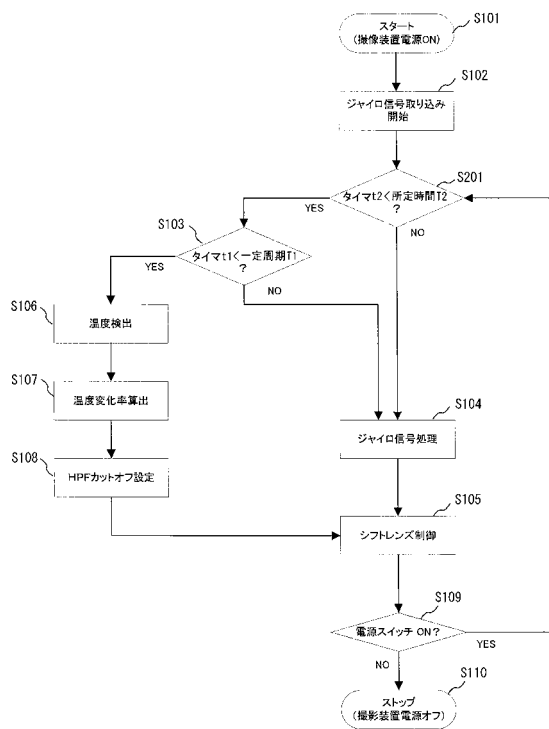 S101
スタート
(撮像装置電源ON)
S102
ジャイロ信号取り込み
開始
S201
タイマt2<所定時間T2
?
YES
NO
S103
タイマt1<一定周期T1
?
YES
NO
S106
温度検出
S107
温度変化率算出
S108
HPFカットオフ設定
S104
ジャイロ信号処理
S105
シフトレンズ制御
S109
電源スイッチ ON?
YES
NO
S110
ストップ
(撮影装置電源オフ)